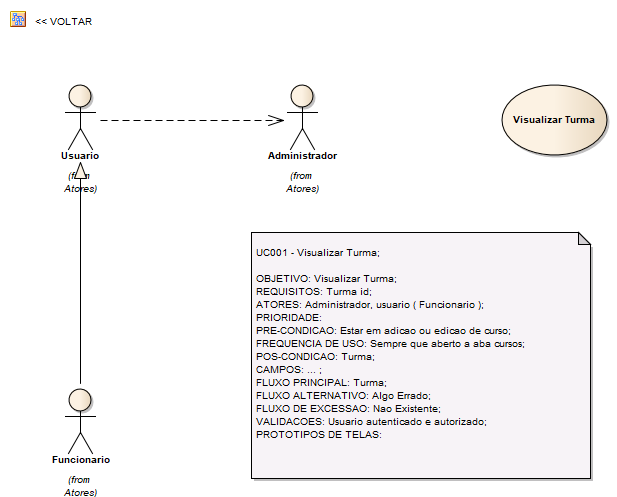 << VOLTAR
Usuario
(from
Atores)
Administrador
(from
Atores)
Visualizar Turma
UC001 - Visualizar Turma;
OBJETIVO: Visualizar Turma;
REQUISITOS: Turma id;
ATORES: Administrador, usuario ( Funcionario );
PRIORIDADE:
PRE-CONDICAO: Estar em adicao ou edicao de curso;
FREQUENCIA DE USO: Sempre que aberto a aba cursos;
POS-CONDICAO: Turma;
CAMPOS: ... ;
FLUXO PRINCIPAL: Turma;
FLUXO ALTERNATIVO: Algo Errado;
FLUXO DE EXCESSAO: Nao Existente;
VALIDACOES: Usuario autenticado e autorizado;
PROTOTIPOS DE TELAS:
Funcionario
(from
Atores)